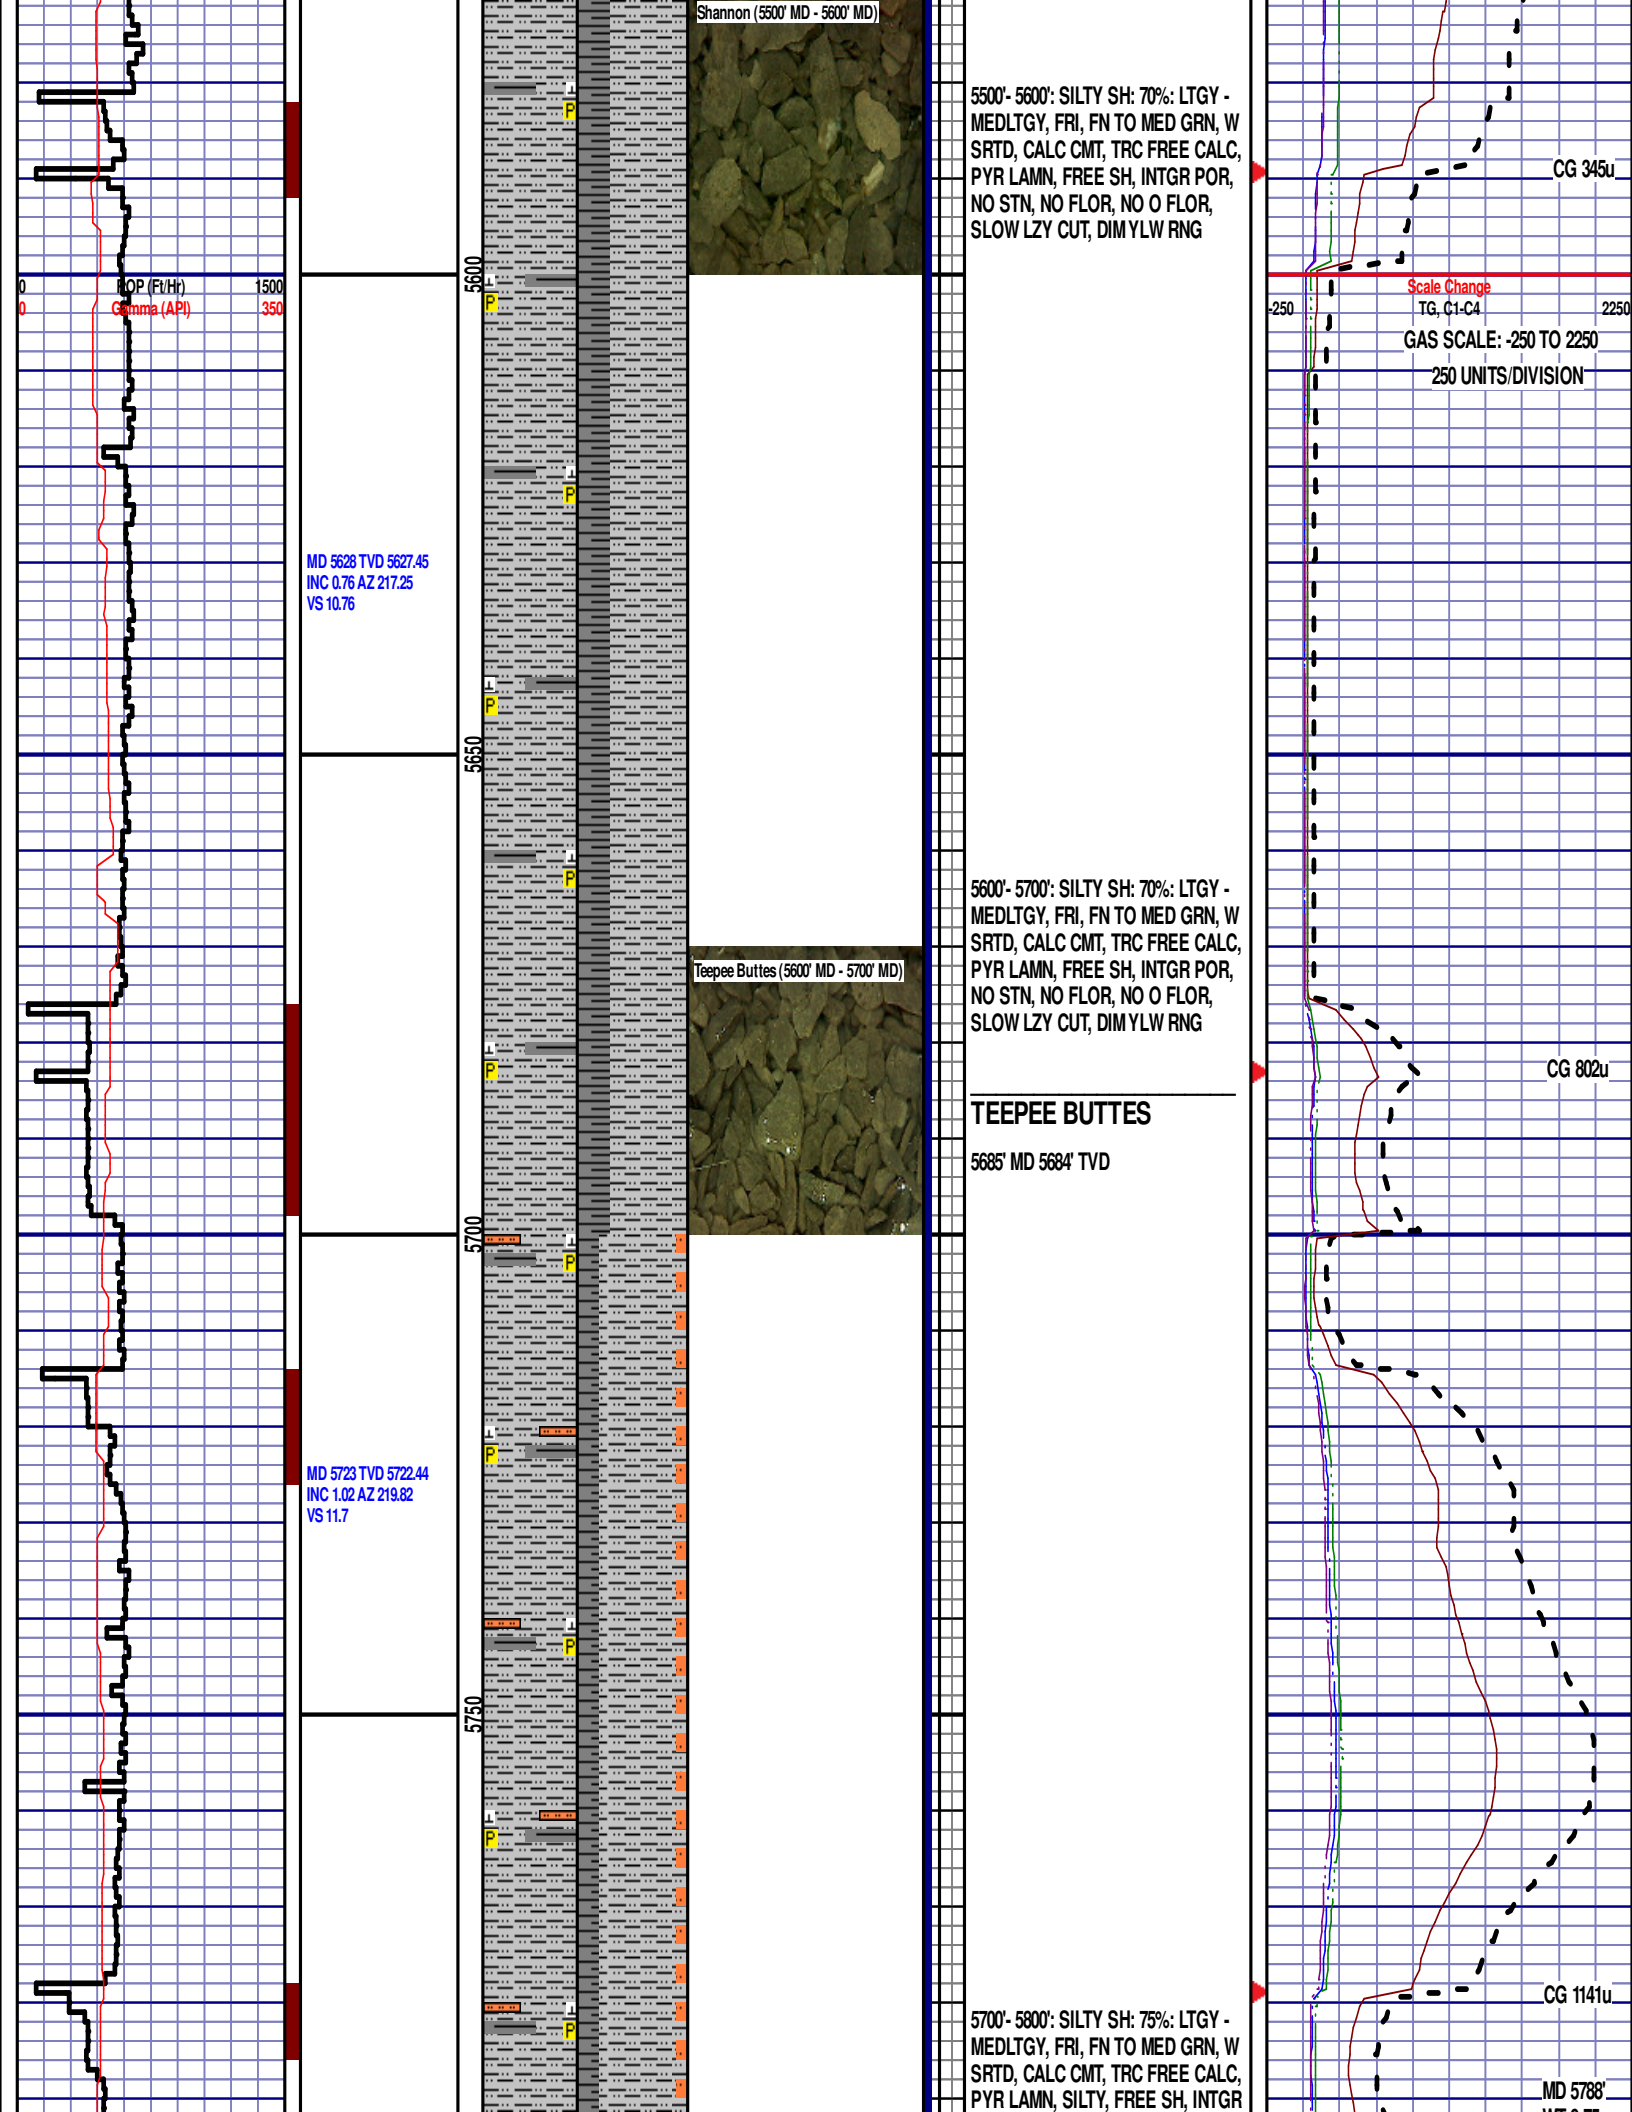 Shannon (5500' MD - 5600' MD)
5500'- 5600': SILTY SH: 70%: LTGY -
MEDLTGY, FRI, FN TO MED GRN, W
SRTD, CALC CMT, TRC FREE CALC,
PYR LAMN, FREE SH, INTGR POR,
NO STN, NO FLOR, NO O FLOR,
SLOW LZY CUT, DIM YLW RNG
CG 345u
P
5600
0 ROP (Ft/Hr) 1500
0 Gamma (API) 350
P
Scale Change
-250 TG, C1-C4 2250
GAS SCALE: -250 TO 2250
250 UNITS/DIVISION
P
MD 5628 TVD 5627.45
INC 0.76 AZ 217.25
VS 10.76
P
5650
P
5600'- 5700': SILTY SH: 70%: LTGY -
MEDLTGY, FRI, FN TO MED GRN, W
SRTD, CALC CMT, TRC FREE CALC,
PYR LAMN, FREE SH, INTGR POR,
NO STN, NO FLOR, NO O FLOR,
SLOW LZY CUT, DIM YLW RNG
Teepee Buttes (5600' MD - 5700' MD)
P
CG 802u
TEEPEE BUTTES
5685' MD 5684' TVD
5700
P
P
MD 5723 TVD 5722.44
INC 1.02 AZ 219.82
VS 11.7
P
5750
P
CG 1141u
P
5700'- 5800': SILTY SH: 75%: LTGY -
MEDLTGY, FRI, FN TO MED GRN, W
SRTD, CALC CMT, TRC FREE CALC,
PYR LAMN, SILTY, FREE SH, INTGR
MD 5788'